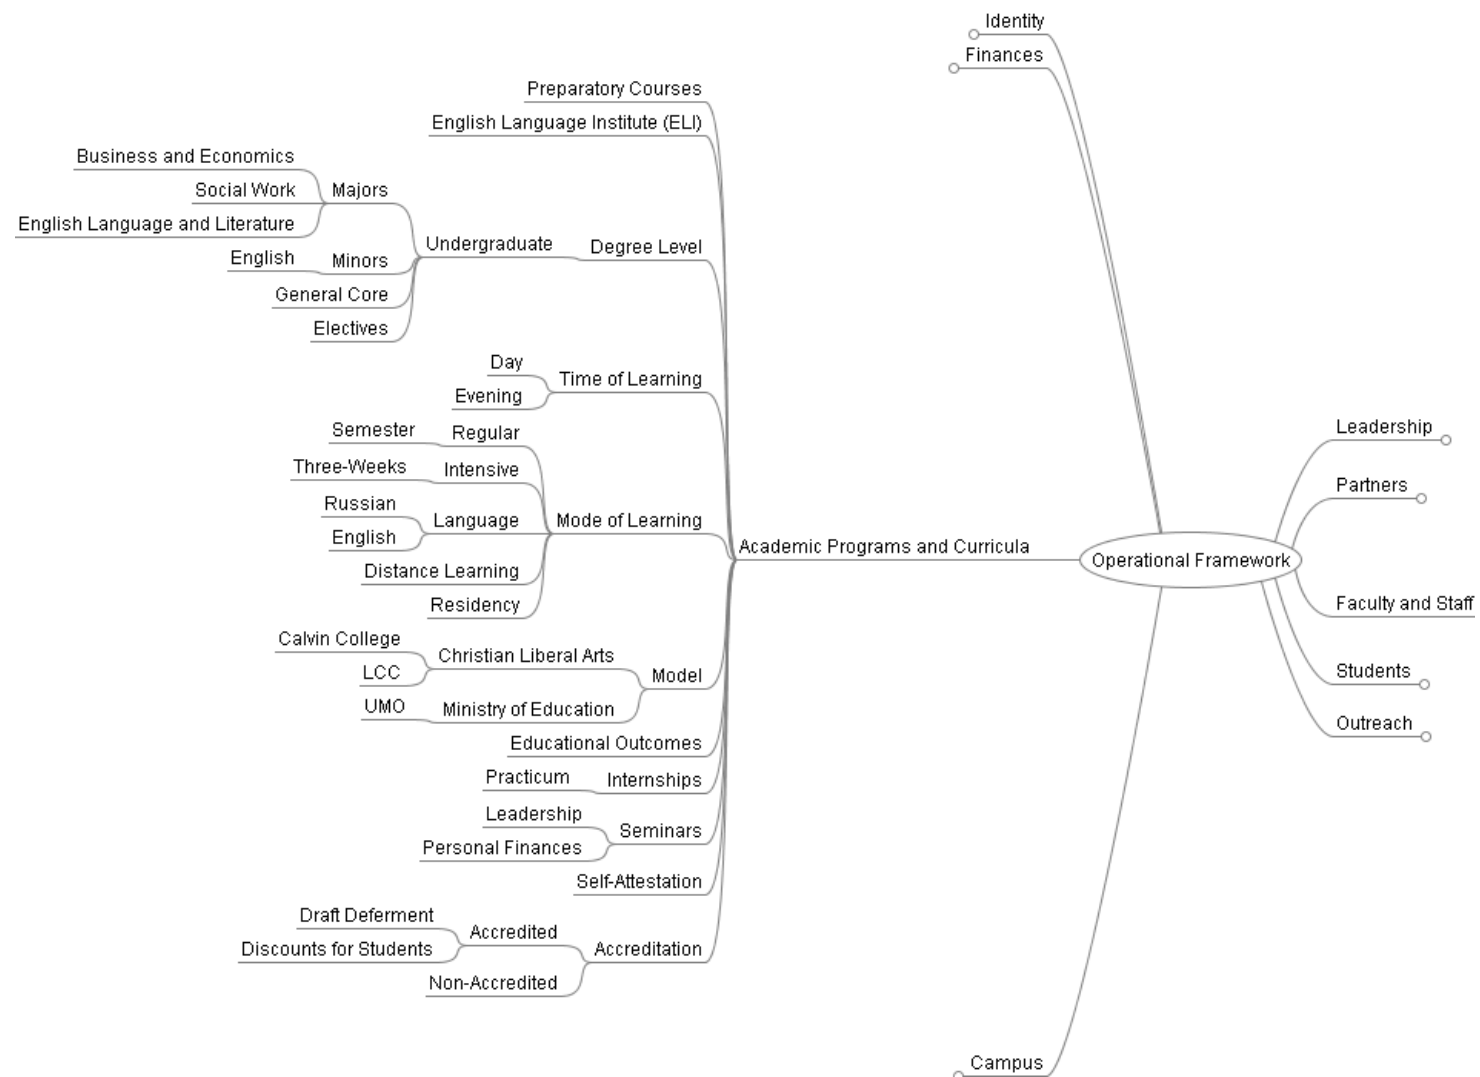 Identity
Finances
Preparatory Courses
English Language Institute (ELI)
Business and Economics
Social Work
Majors
English Language and Literature
Undergraduate
Degree Level
English
Minors
General Core
Electives
Day
Time of Learning
Evening
Semester
Regular
Three-Weeks
Intensive
Russian
Language
Mode of Learning
English
Distance Learning
Residency
Academic Programs and Curricula
Operational Framework
Leadership
Partners
Faculty and Staff
Students
Outreach
Calvin College
Christian Liberal Arts
LCC
Model
UMO
Ministry of Education
Educational Outcomes
Practicum
Internships
Leadership
Seminars
Personal Finances
Self-Attestation
Draft Deferment
Accredited
Discounts for Students
Accreditation
Non-Accredited
Campus